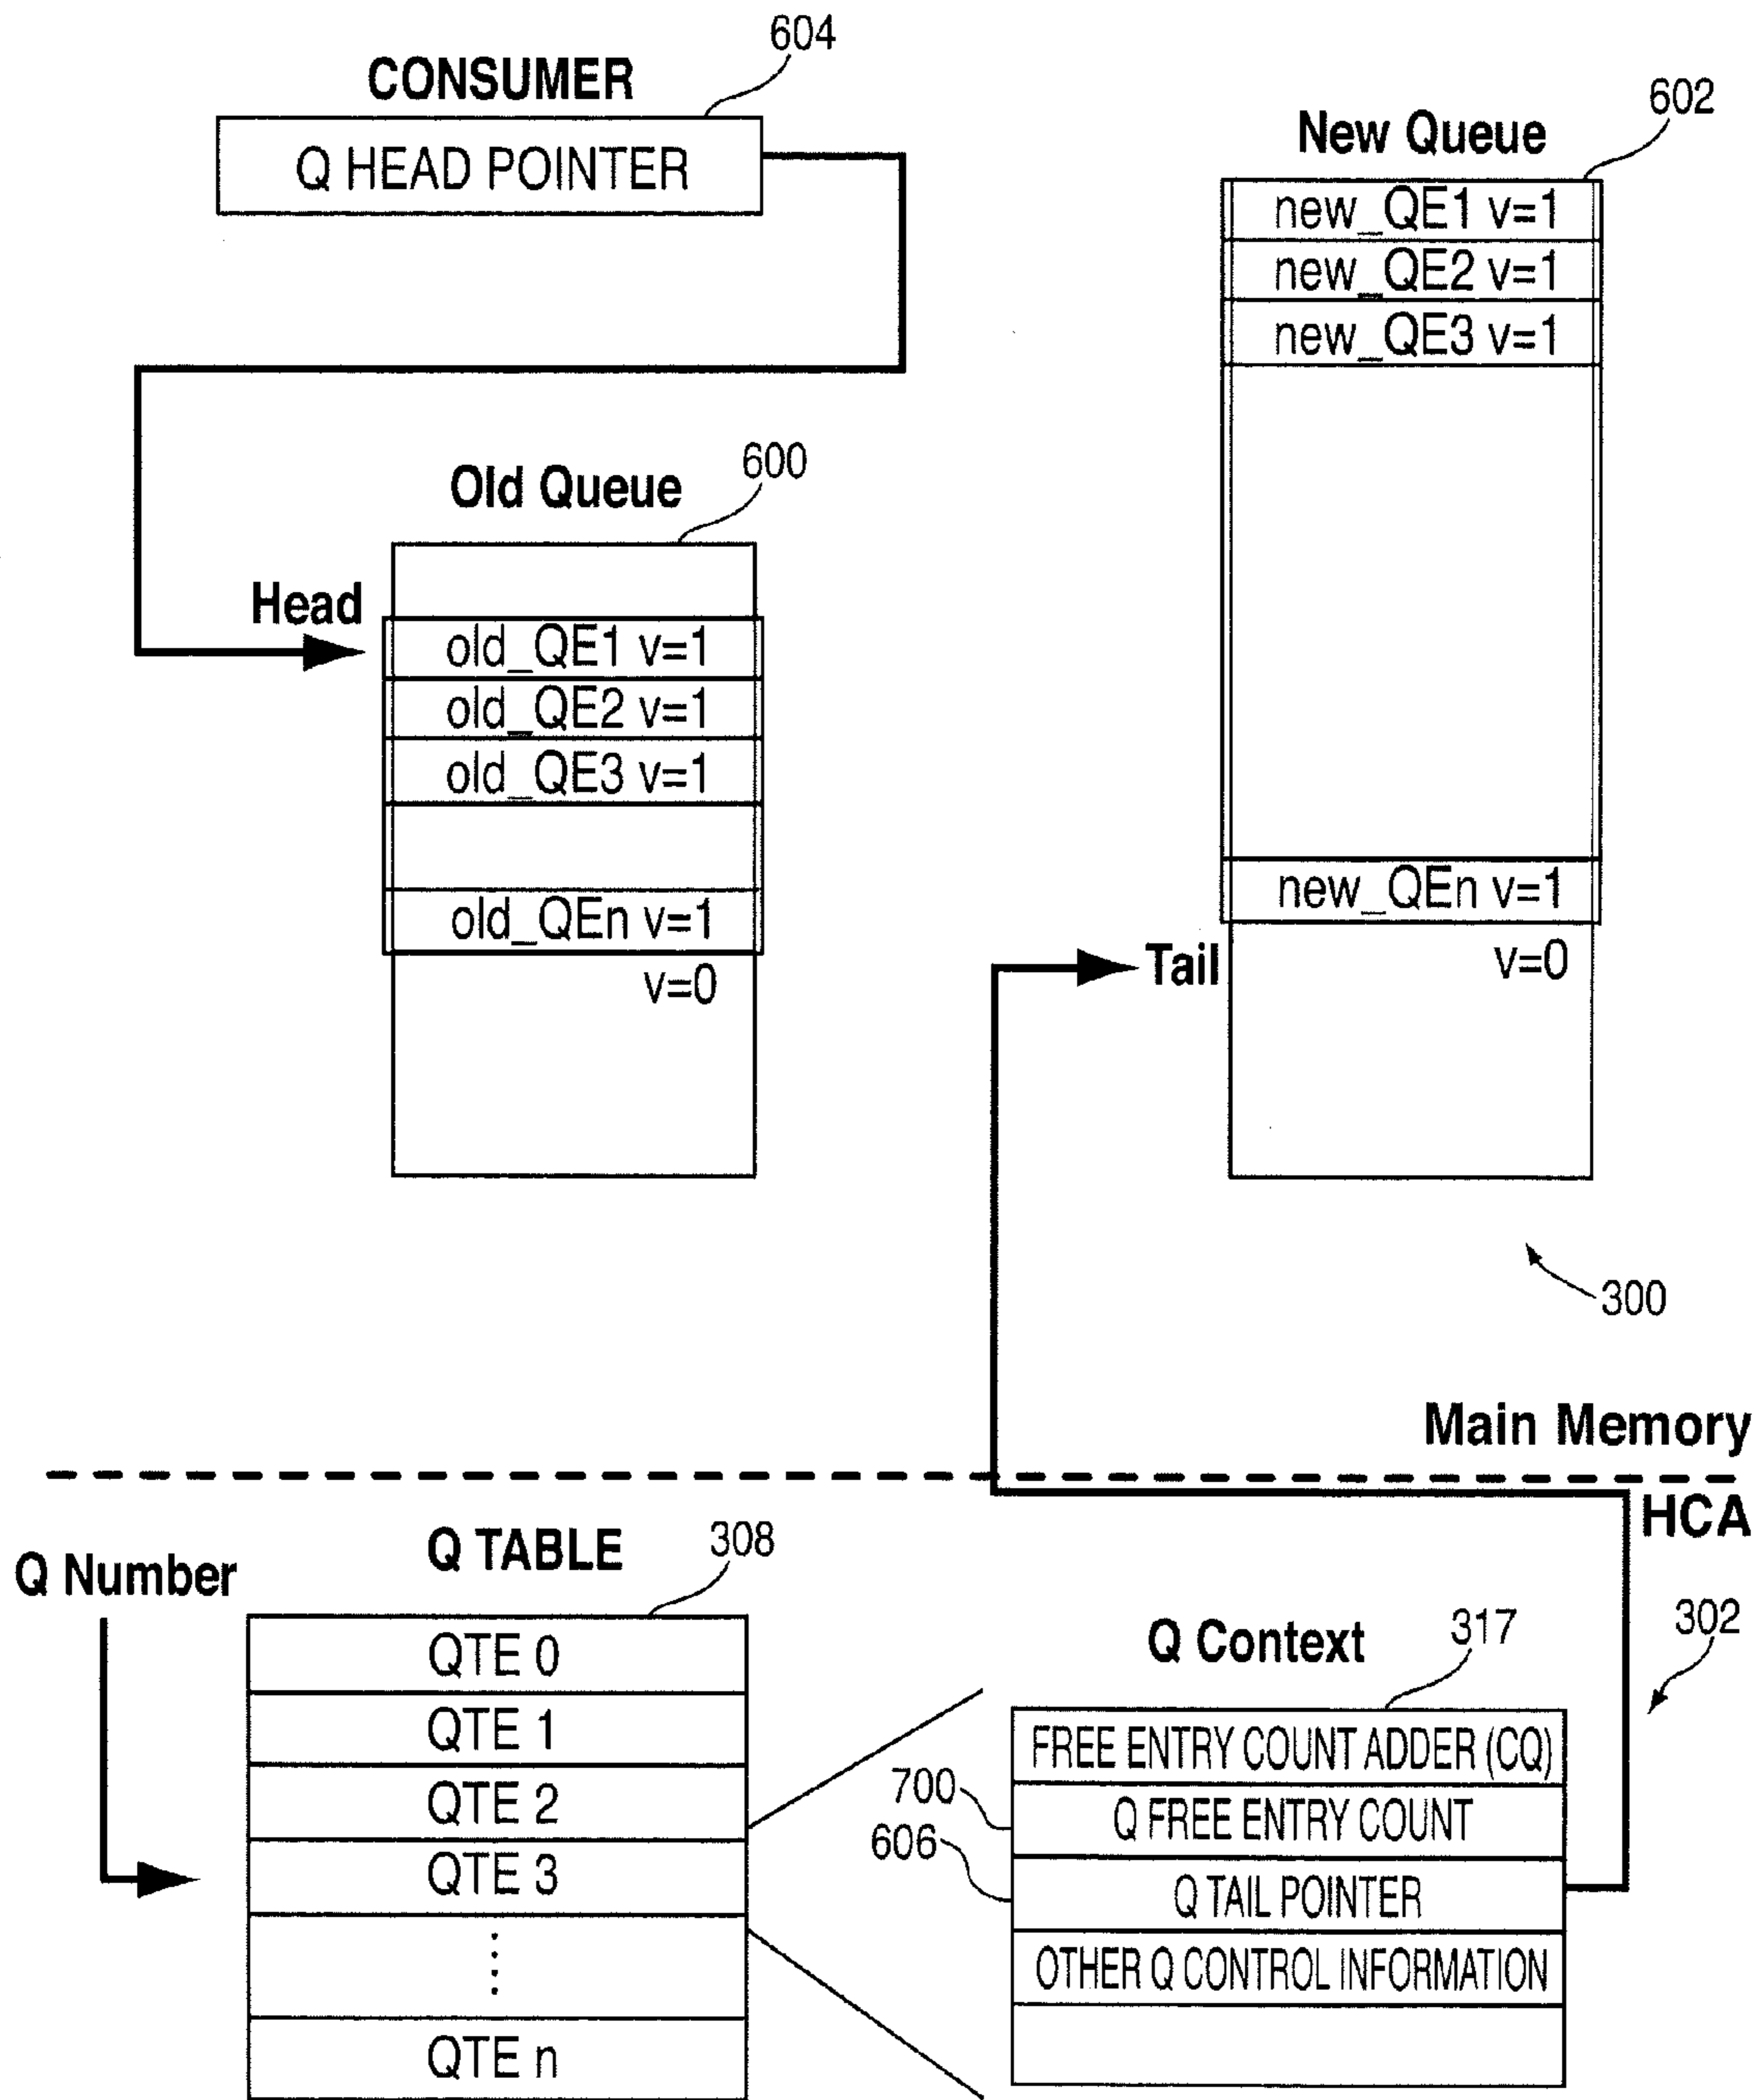 604
CONSUMER
Q HEAD POINTER
602
New Queue
new_QE1 v=1
new_QE2 v=1
new_QE3 v=1
new_QEn v=1
v=0
Tail
300
600
Old Queue
Head
old_QE1 v=1
old_QE2 v=1
old_QE3 v=1
old_QEn v=1
v=0
Main Memory
HCA
Q Number
Q TABLE
308
QTE 0
QTE 1
QTE 2
QTE 3
⋮
QTE n
Q Context
317
302
FREE ENTRY COUNT ADDER (CQ)
700
Q FREE ENTRY COUNT
606
Q TAIL POINTER
OTHER Q CONTROL INFORMATION